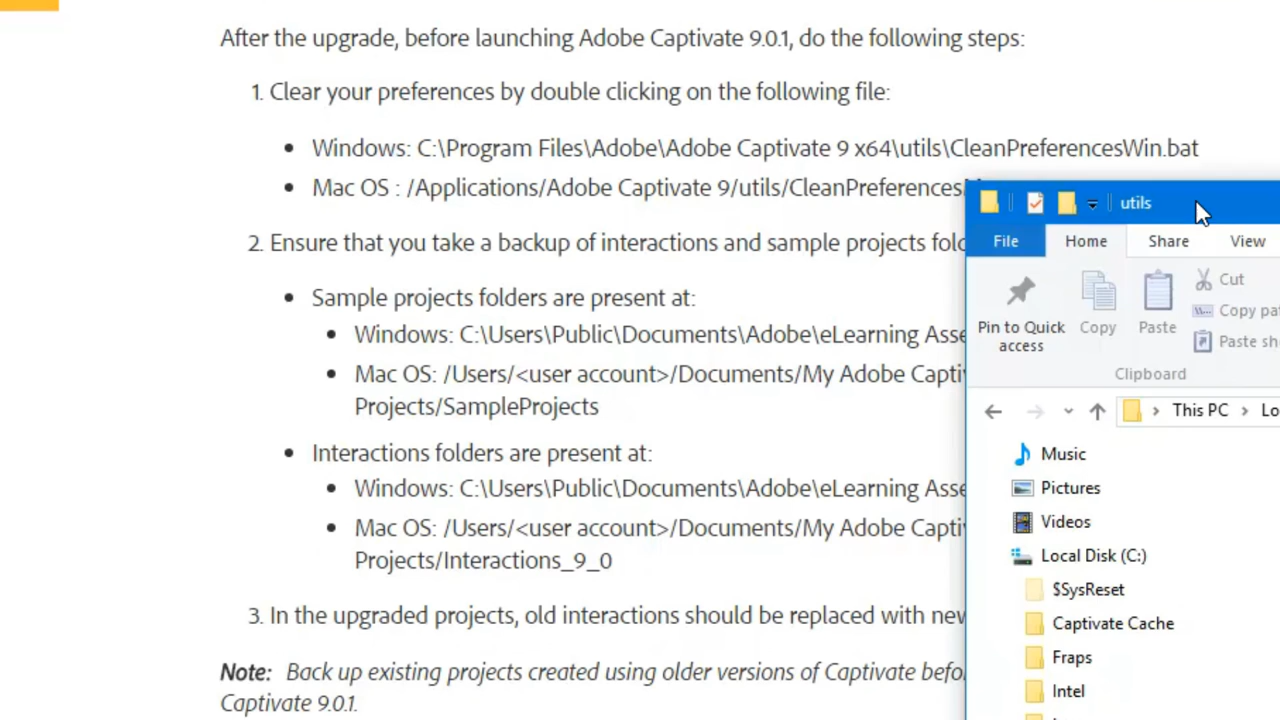 After the upgrade, before launching Adobe Captivate 9.0.1, do the following steps:
1. Clear your preferences by double clicking on the following file:
Windows: C:\Program Files\Adobe\Adobe Captivate 9 x64\utils\CleanPreferencesWin.bat
Mac OS : /Applications/Adobe Captivate 9/utils/CleanPreferences
2. Ensure that you take a backup of interactions and sample projects fold
Sample projects folders are present at:
Windows: C:\Users\Public\Documents\Adobe\eLearning Asse
Mac OS: /Users/<user account>/Documents/My Adobe Capti
Projects/SampleProjects
Interactions folders are present at:
Windows: C:\Users\Public\Documents\Adobe\eLearning Asse
Mac OS: /Users/<user account>/Documents/My Adobe Capti
Projects/Interactions_9_0
3. In the upgraded projects, old interactions should be replaced with new
Note: Back up existing projects created using older versions of Captivate befo
Captivate 9.0.1.
utils
File Home Share View
Pin to Quick
access
Copy
Paste
Cut
Copy pa
Paste sh
Clipboard
This PC > Lo
Music
Pictures
Videos
Local Disk (C:)
$SysReset
Captivate Cache
Fraps
Intel